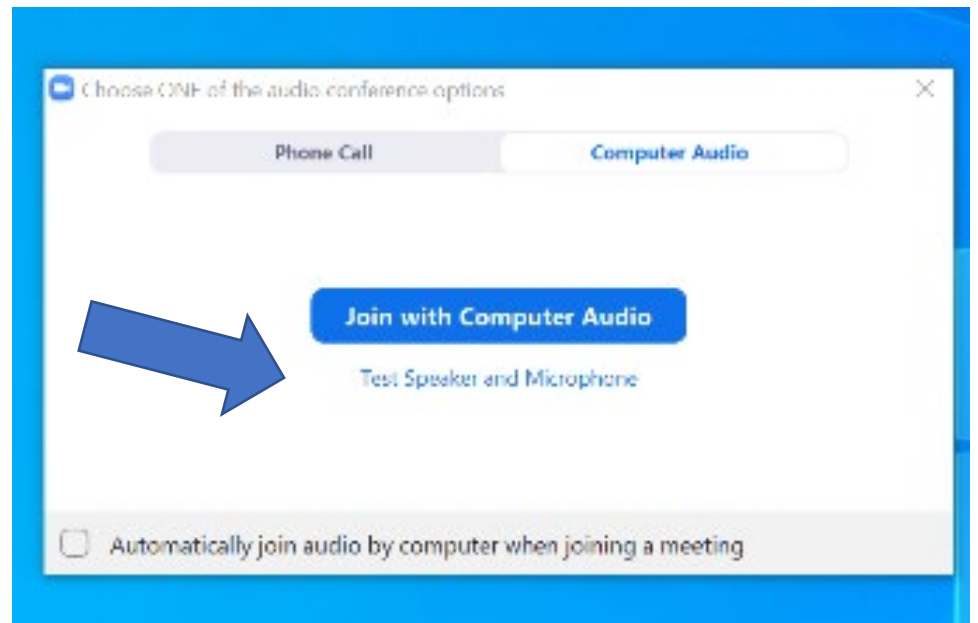 Choose ONE of the audio conference options
Phone Call
Computer Audio
Join with Computer Audio
Test Speaker and Microphone
Automatically join audio by computer when joining a meeting